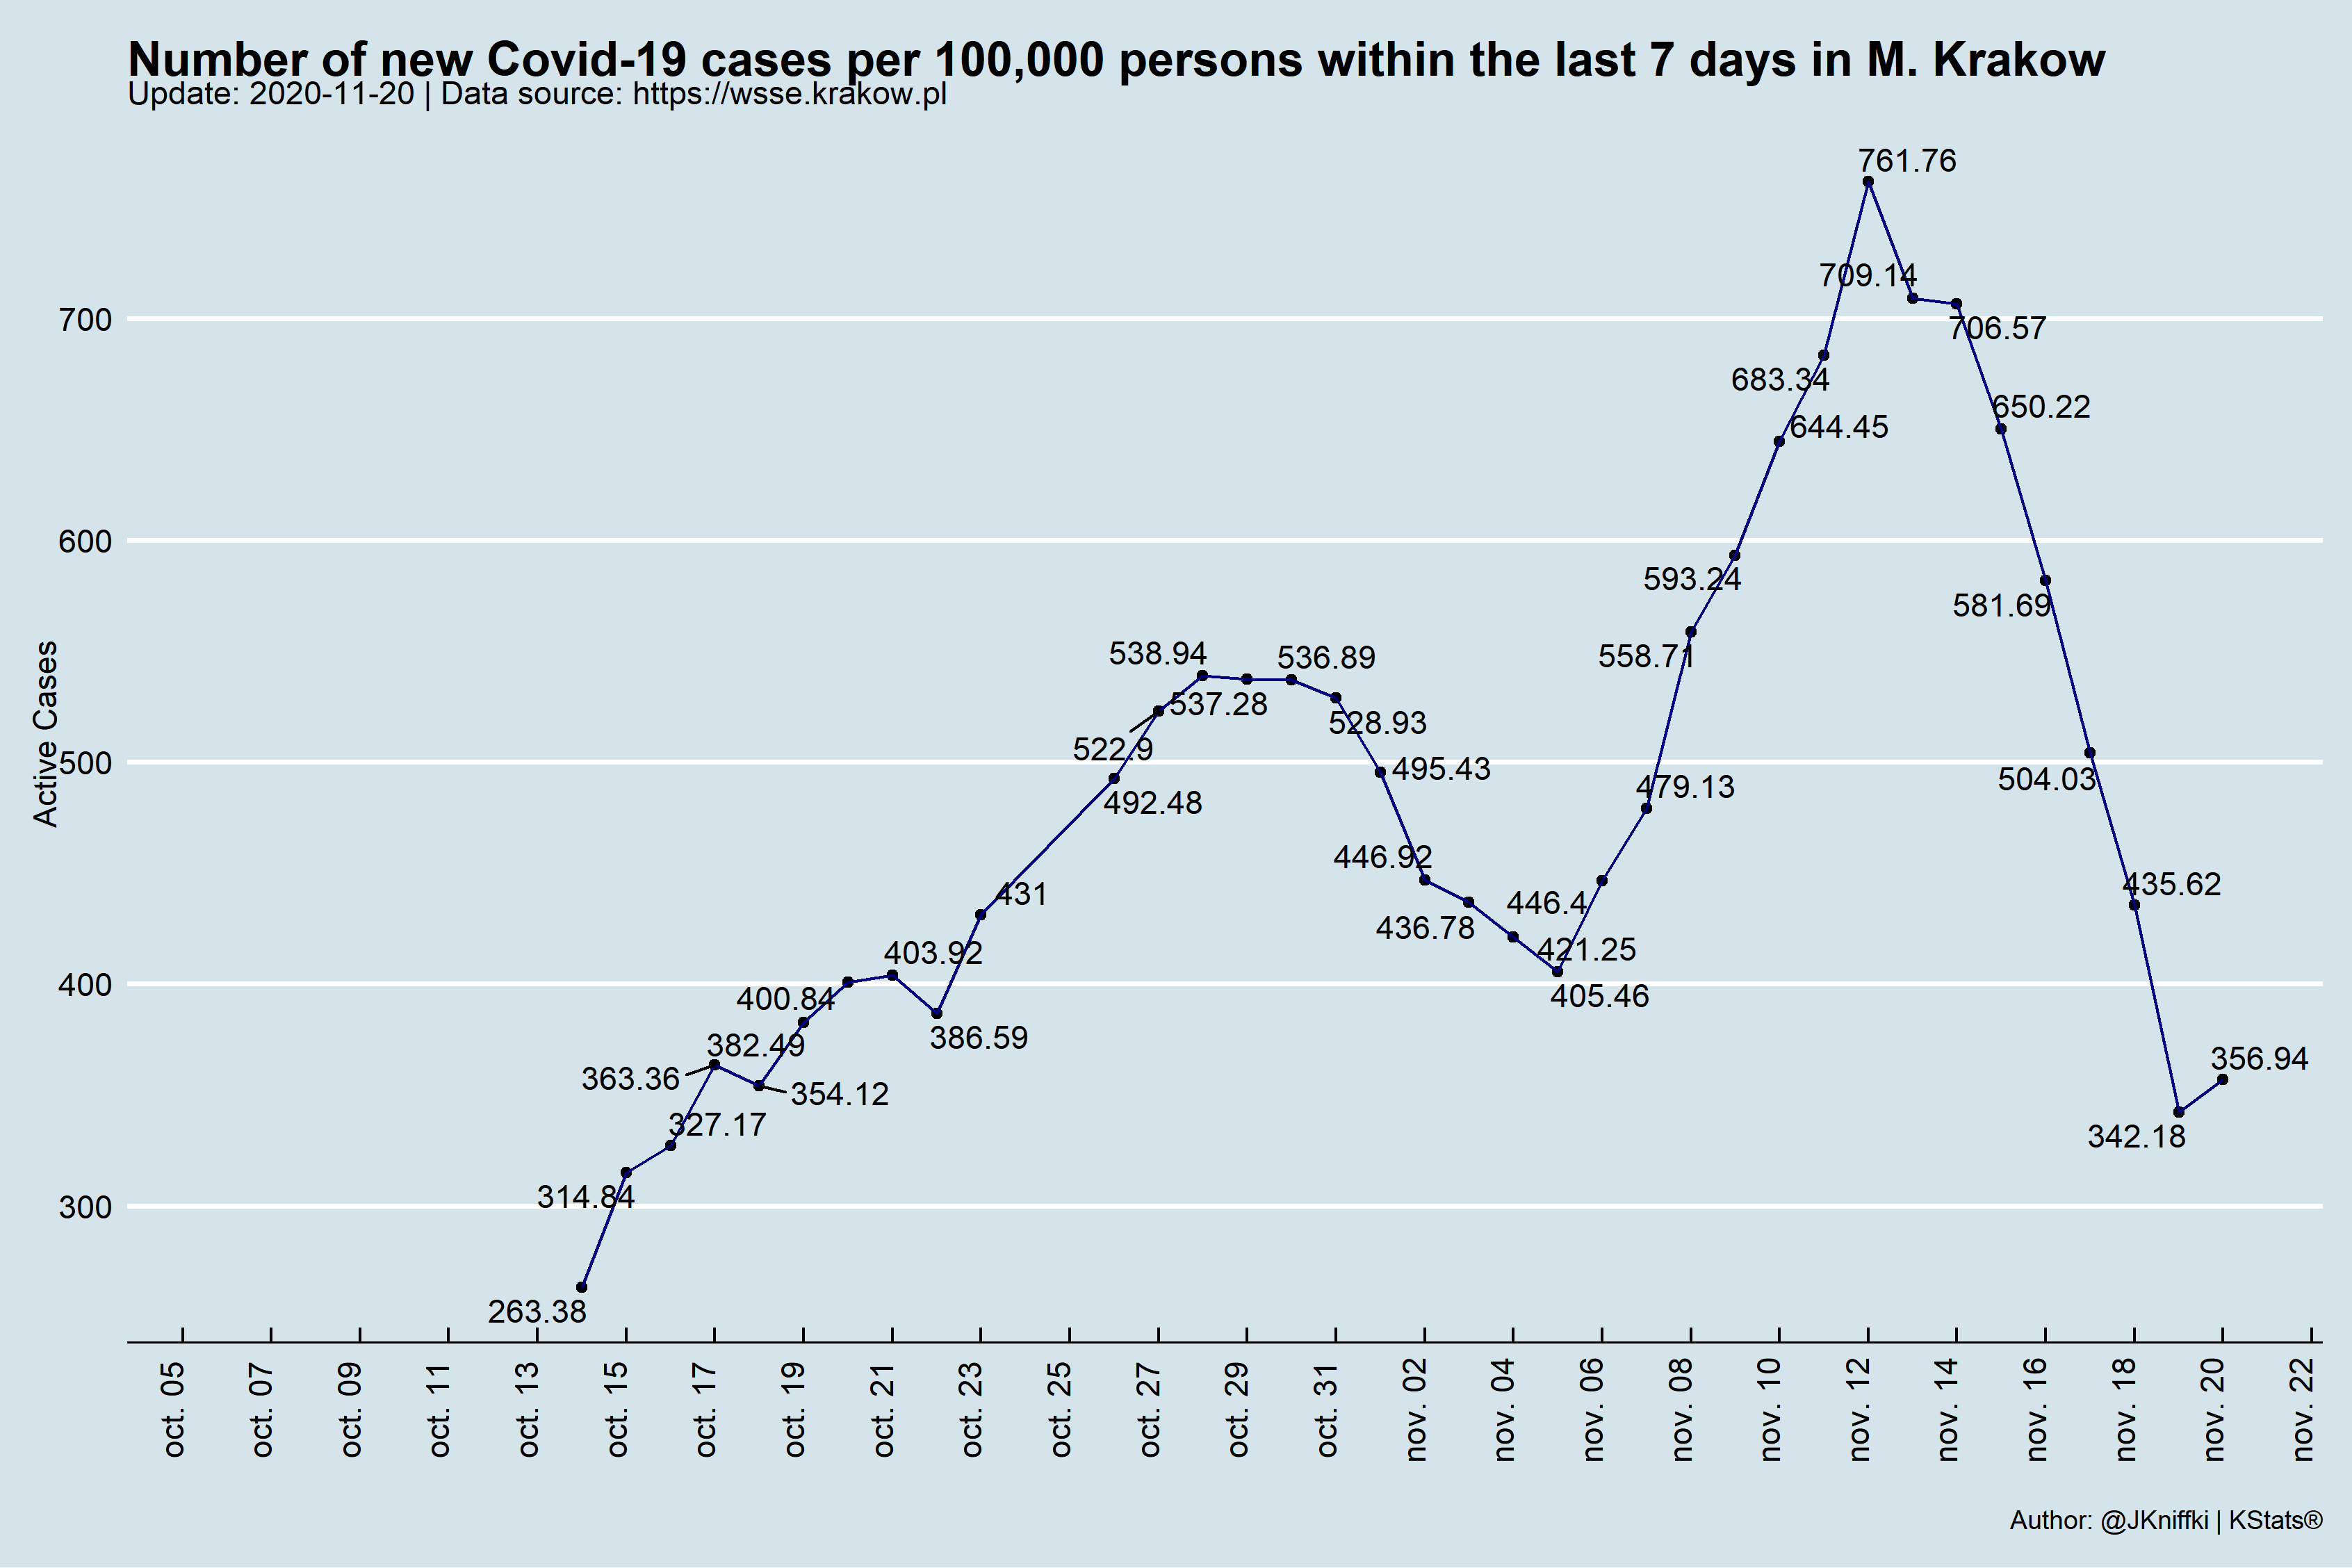 Number of new Covid-19 cases per 100,000 persons within the last 7 days in M. Krakow
Update: 2020-11-20 | Data source: https://wsse.krakow.pl
Active Cases
700
600
500
400
300
263.38
314.84
327.17
363.36
354.12
382.49
400.84
403.92
386.59
431
492.48
522.9
538.94
537.28
536.89
528.93
495.43
446.92
436.78
421.25
405.46
446.4
479.13
558.71
593.24
644.45
683.34
761.76
709.14
706.57
650.22
581.69
504.03
435.62
342.18
356.94
oct. 05
oct. 07
oct. 09
oct. 11
oct. 13
oct. 15
oct. 17
oct. 19
oct. 21
oct. 23
oct. 25
oct. 27
oct. 29
oct. 31
nov. 02
nov. 04
nov. 06
nov. 08
nov. 10
nov. 12
nov. 14
nov. 16
nov. 18
nov. 20
nov. 22
Author: @JKniffki | KStats®